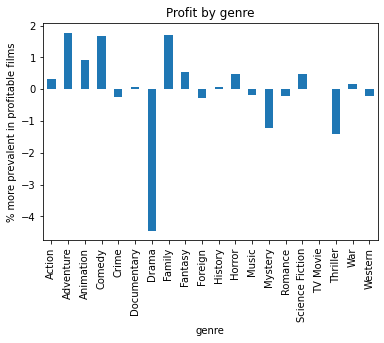 Profit by genre
% more prevalent in profitable films
2
1
0
−1
−2
−3
−4
Action
Adventure
Animation
Comedy
Crime
Documentary
Drama
Family
Fantasy
Foreign
History
Horror
Music
Mystery
Romance
Science Fiction
TV Movie
Thriller
War
Western
genre